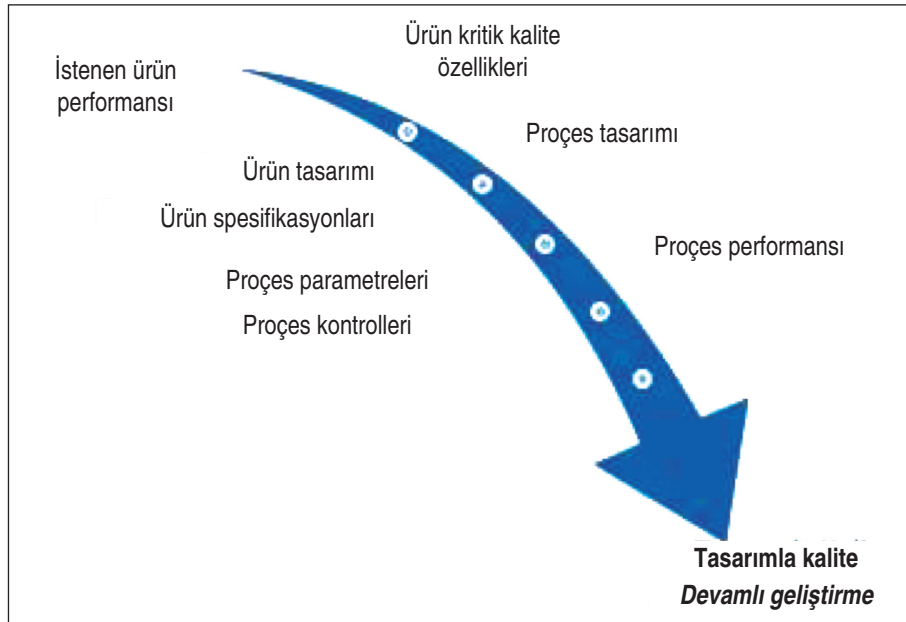 Ürün kritik kalite
özellikleri
İstenen ürün
performansı
Proçes tasarımı
Ürün tasarımı
Ürün spesifikasyonları
Proçes performansı
Proçes parametreleri
Proçes kontrolleri
Tasarımla kalite
Devamlı geliştirme